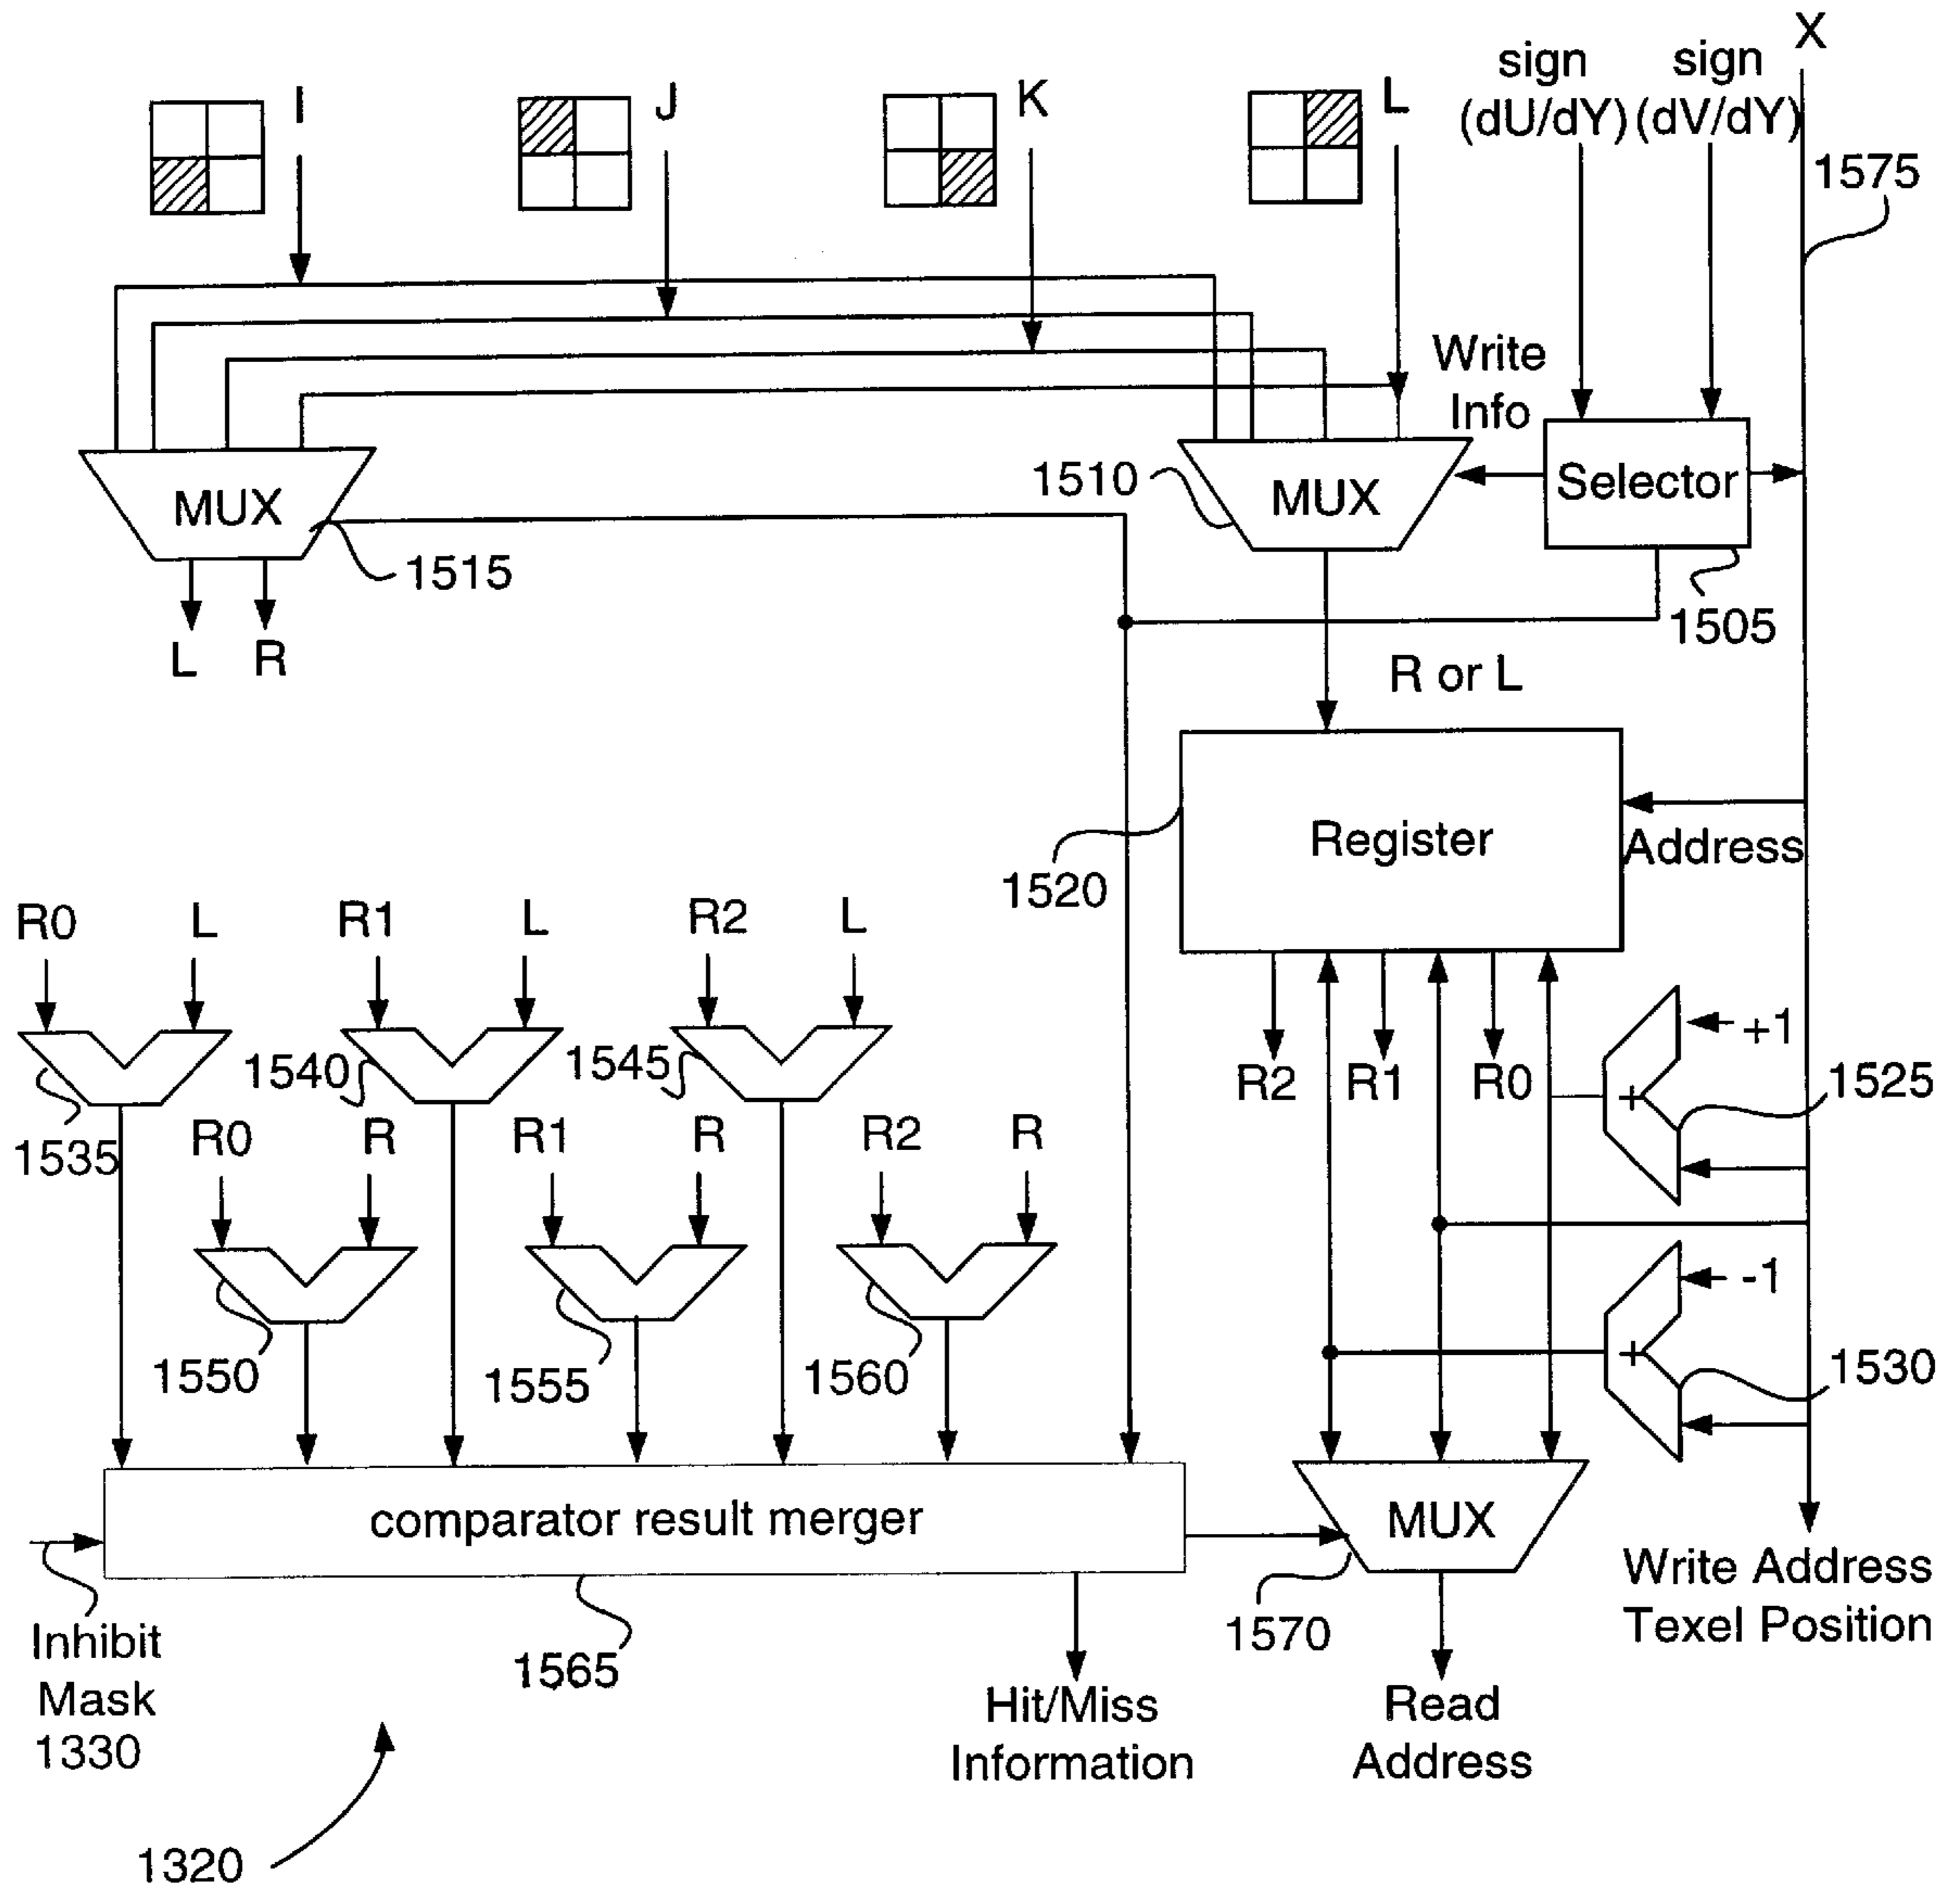 X
sign
(dU/dY)
sign
(dV/dY)
I
J
K
L
1575
Write
Info
Selector
MUX
1510
MUX
1515
1505
L
R
R or L
Register
Address
1520
R0
L
R1
L
R2
L
R2
R1
R0
+1
+
1525
1535
1540
1545
R0
R
R1
R
R2
R
-1
+
1530
1550
1555
1560
comparator result merger
MUX
Inhibit
Mask
1330
1565
1570
Write Address
Texel Position
Hit/Miss
Information
Read
Address
1320